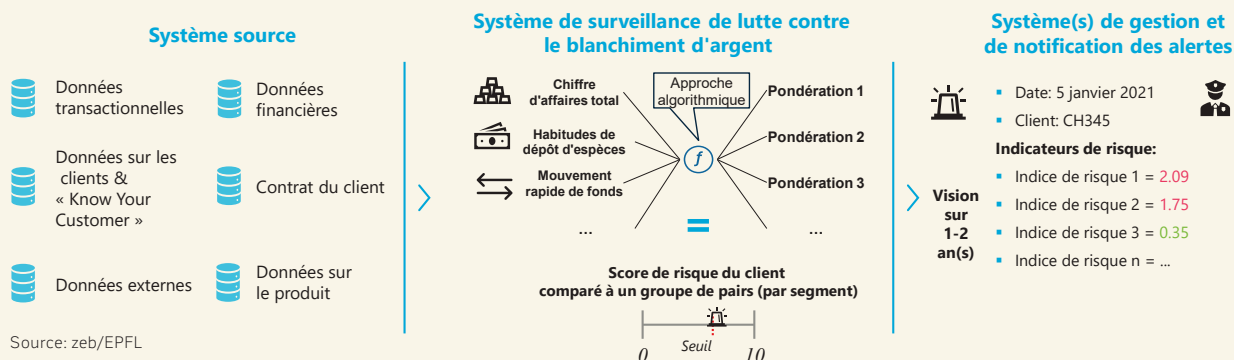 Système source
Données
transactionnelles
Données
financières
Données sur les
clients &
« Know Your
Customer »
Contrat du client
Données externes
Données sur
le produit
Source: zeb/EPFL
Système de surveillance de lutte contre
le blanchiment d'argent
Approche
algorithmique
Chiffre
d'affaires total
Habitudes de
dépôt d'espèces
Mouvement
rapide de fonds
...
f
Pondération 1
Pondération 2
Pondération 3
...
=
Score de risque du client
comparé à un groupe de pairs (par segment)
0
Seuil
10
Système(s) de gestion et
de notification des alertes
Vision
sur
1-2
an(s)
▪ Date: 5 janvier 2021
▪ Client: CH345
Indicateurs de risque:
▪ Indice de risque 1 = 2.09
▪ Indice de risque 2 = 1.75
▪ Indice de risque 3 = 0.35
▪ Indice de risque n = ...